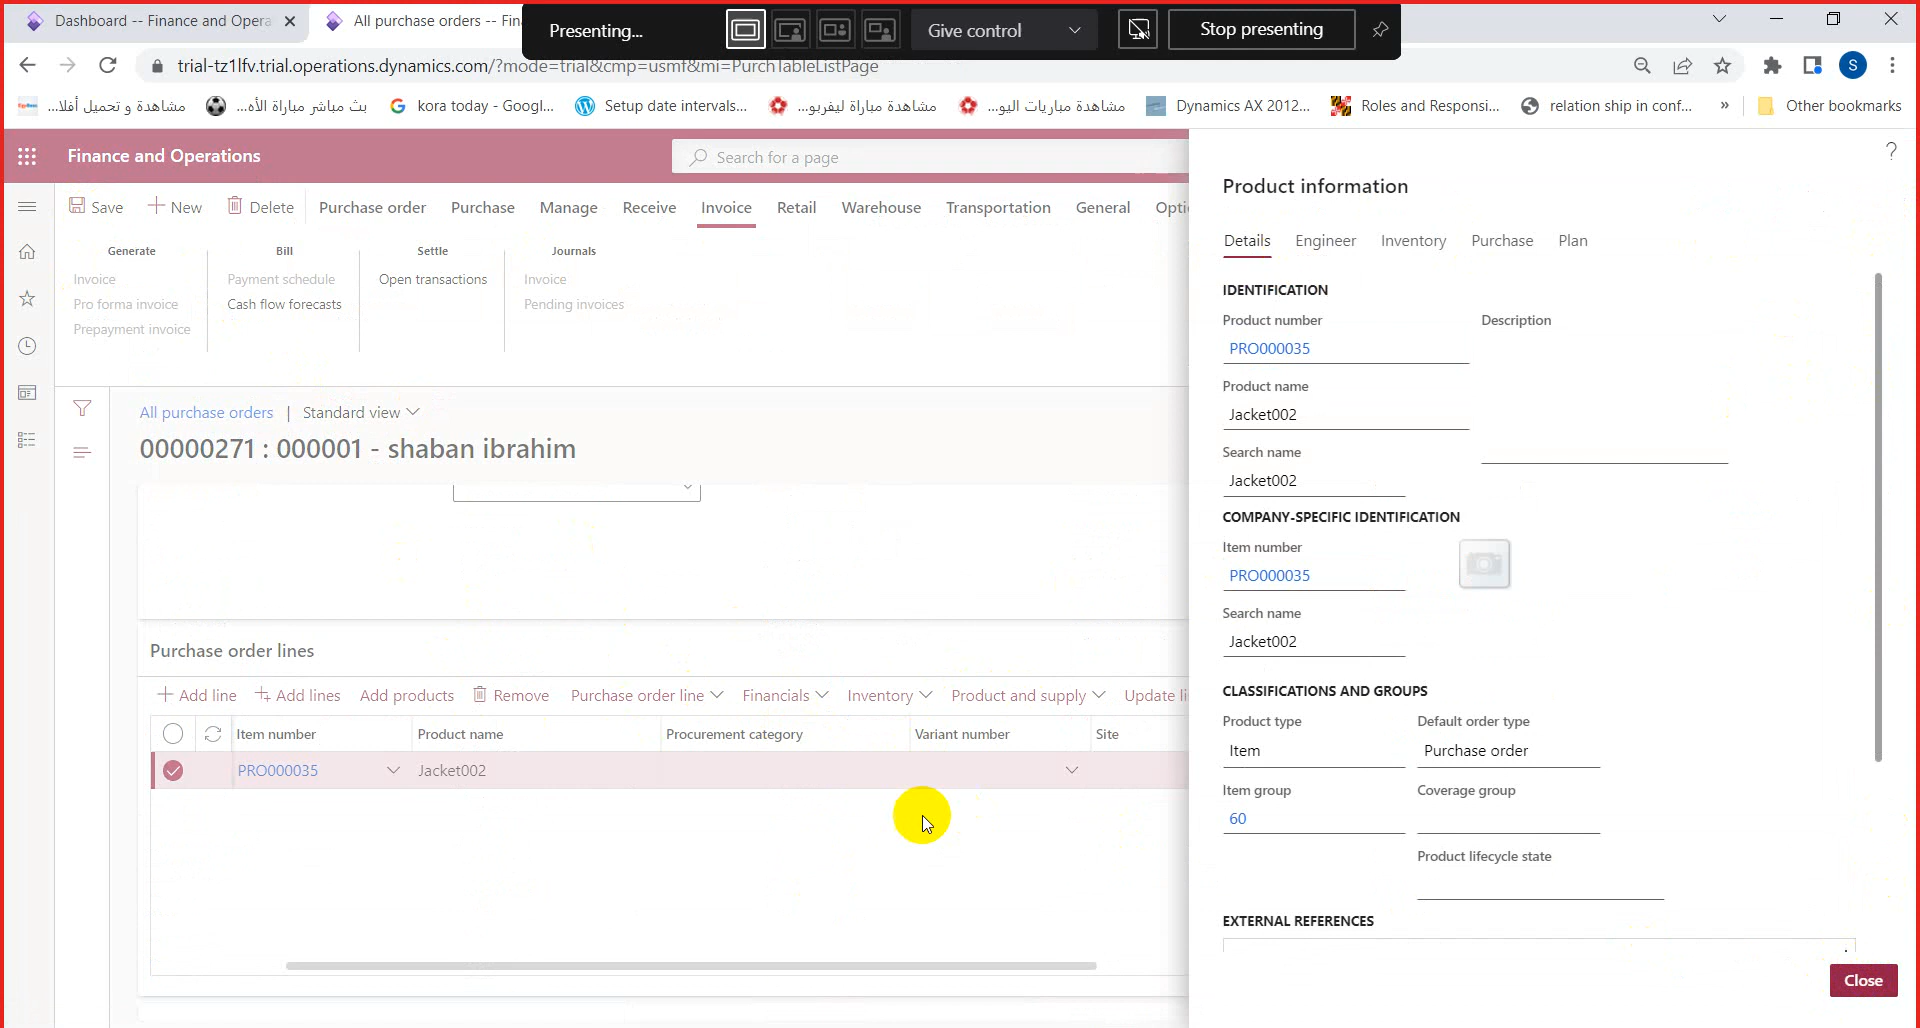 Dashboard -- Finance and Opera
All purchase orders -- Fin
Presenting...
Give control
Stop presenting
trial-tz1lfv.trial.operations.dynamics.com/?mode=trial&cmp=usmf&mi=PurchTableListPage
S
مشاهدة و تحميل أفلا...
بث مباشر مباراة الأه...
kora today - Googl...
Setup date intervals...
مشاهدة مباراة ليفربو...
مشاهدة مباريات اليو...
Dynamics AX 2012...
Roles and Responsi...
relation ship in conf...
»
Other bookmarks
Finance and Operations
Search for a page
Save
New
Delete
Purchase order
Purchase
Manage
Receive
Invoice
Retail
Warehouse
Transportation
General
Opti
Generate
Invoice
Pro forma invoice
Prepayment invoice
Bill
Payment schedule
Cash flow forecasts
Settle
Open transactions
Journals
Invoice
Pending invoices
All purchase orders | Standard view
00000271 : 000001 - shaban ibrahim
Purchase order lines
Add line
Add lines
Add products
Remove
Purchase order line
Financials
Inventory
Product and supply
Update li
Item number
Product name
Procurement category
Variant number
Site
PRO000035
Jacket002
?
Product information
Details
Engineer
Inventory
Purchase
Plan
IDENTIFICATION
Product number
Description
PRO000035
Product name
Jacket002
Search name
Jacket002
COMPANY-SPECIFIC IDENTIFICATION
Item number
PRO000035
Search name
Jacket002
CLASSIFICATIONS AND GROUPS
Product type
Default order type
Item
Purchase order
Item group
Coverage group
60
Product lifecycle state
EXTERNAL REFERENCES
Close